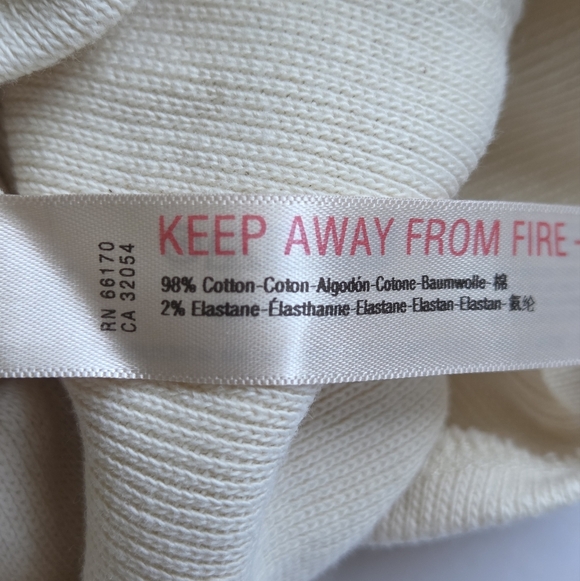 RN 66170
CA 32054
KEEP AWAY FROM FIRE -
98% Cotton-Coton-Algodón-Cotone-Baumwolle-棉
2% Elastane-Élasthanne-Elastane-Elastan-Elastan-氨纶